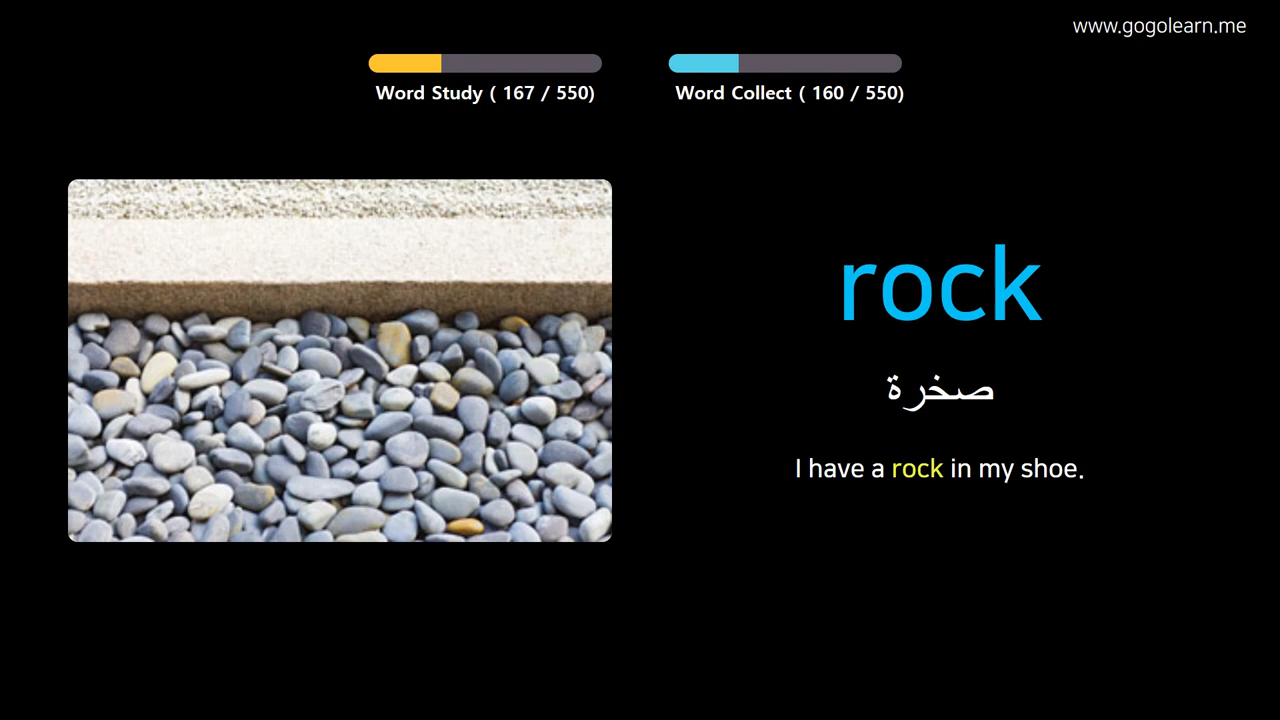 www.gogolearn.me
Word Study ( 167 / 550)
Word Collect ( 160 / 550)
rock
صخرة
I have a rock in my shoe.